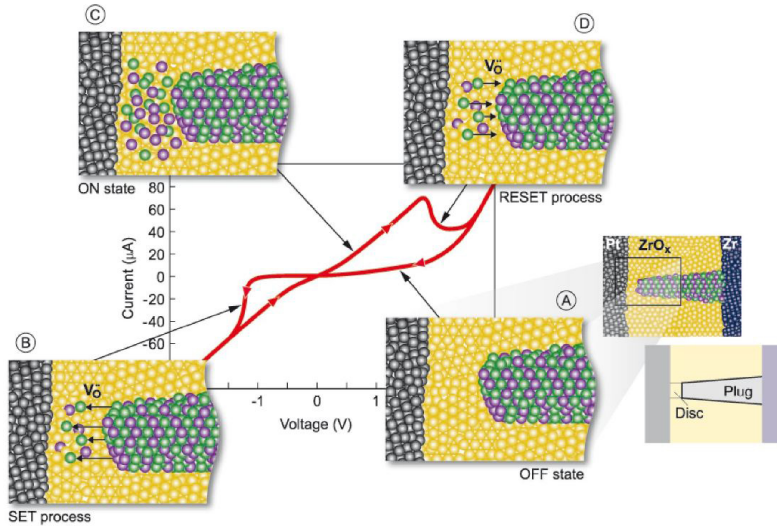 C
D
V_O^¨
ON state
RESET process
80
60
40
20
0
-20
-40
-60
Current (μA)
Pt
ZrO_x
Zr
A
B
V_O^¨
-1
0
1
Voltage (V)
Plug
Disc
OFF state
SET process